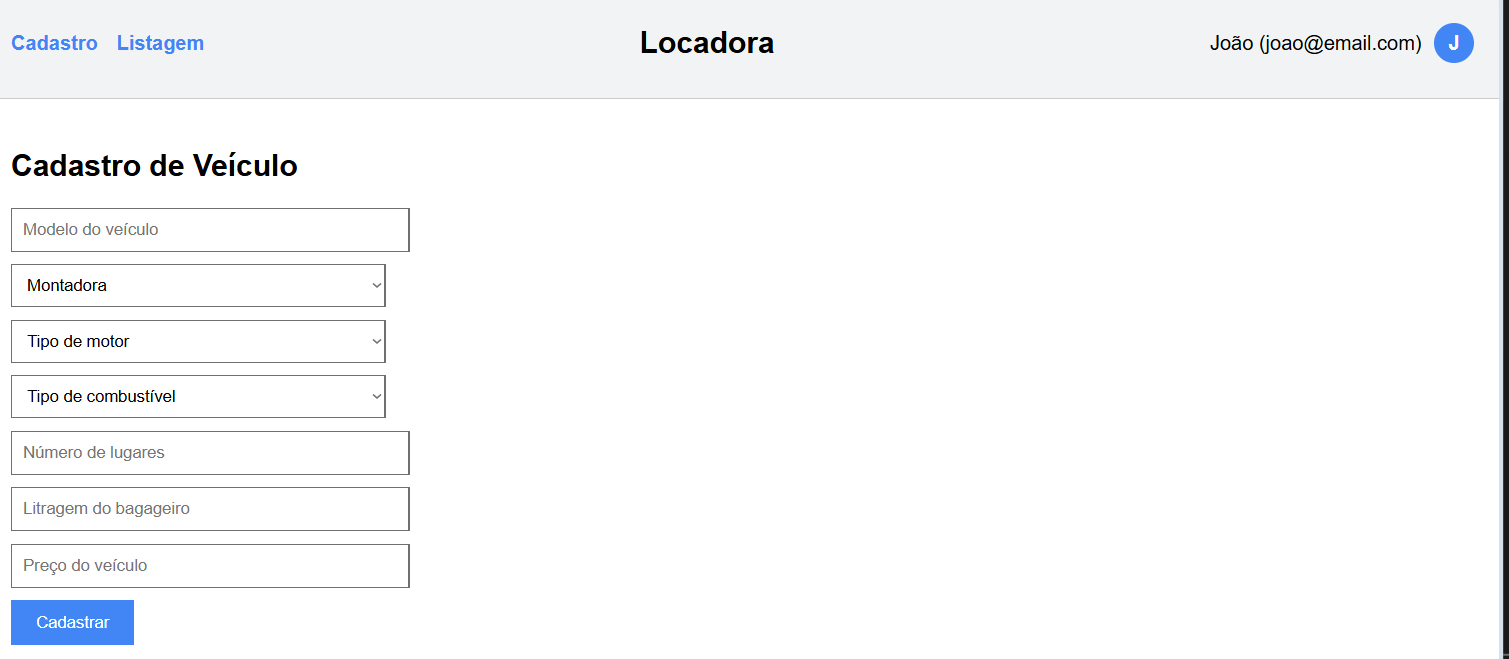 Cadastro Listagem Locadora João (joao@email.com) J
Cadastro de Veículo
Modelo do veículo
Montadora
Tipo de motor
Tipo de combustível
Número de lugares
Litragem do bagageiro
Preço do veículo
Cadastrar